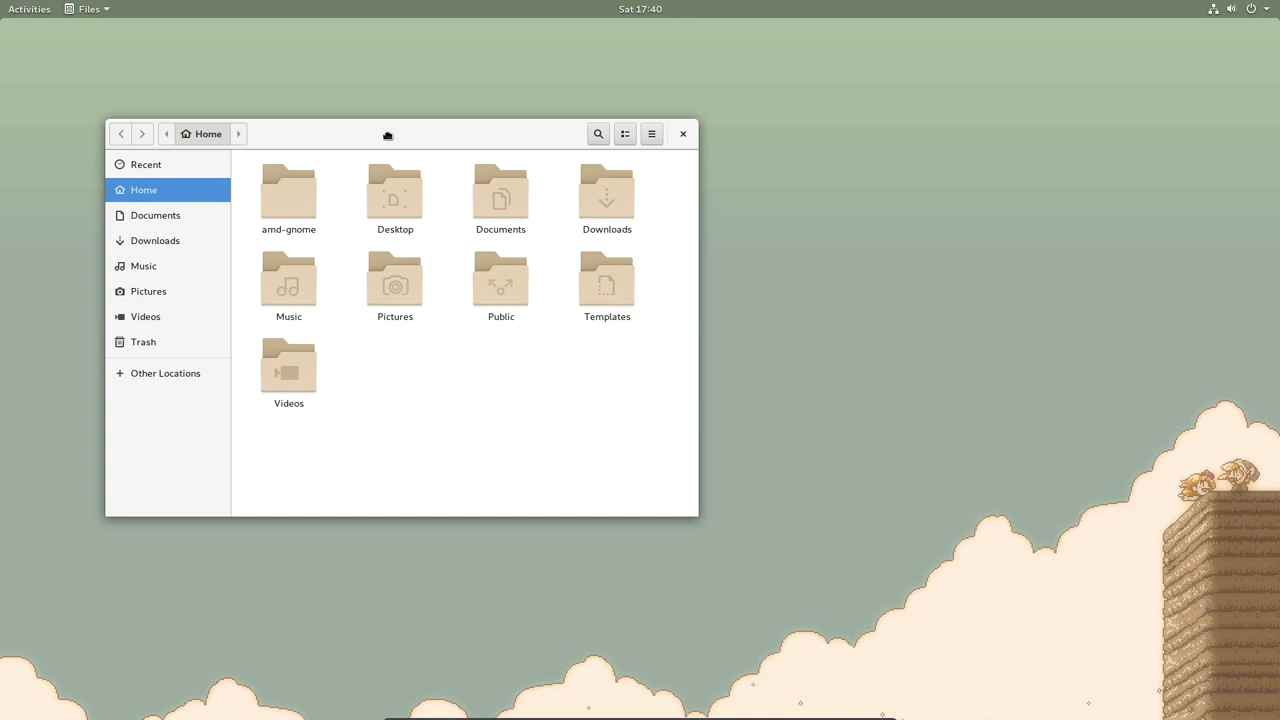 Activities Files Sat 17:40
Home
Recent
Home
Documents
Downloads
Music
Pictures
Videos
Trash
Other Locations
amd-gnome Desktop Documents Downloads
Music Pictures Public Templates
Videos